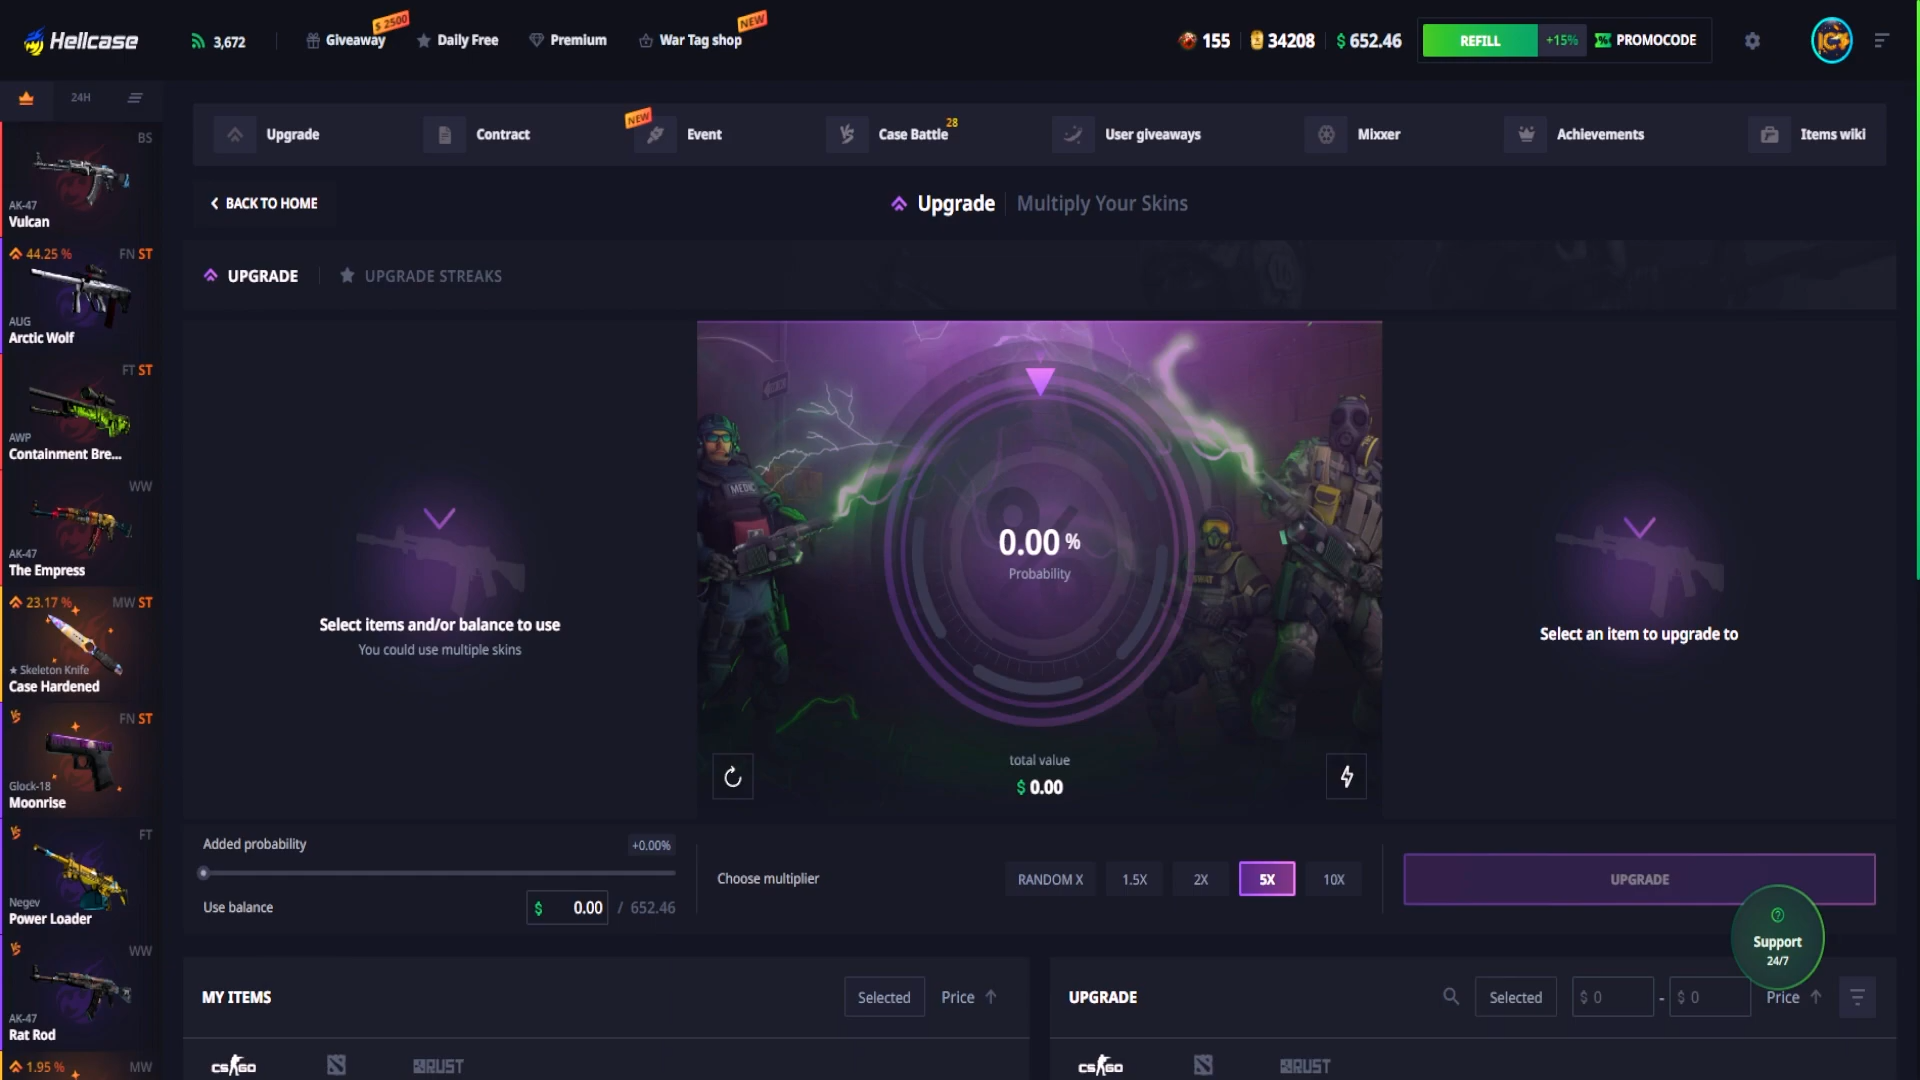 Hellcase
3,672
Giveaway
$ 2500
Daily Free
Premium
War Tag shop
NEW
155
34208
$ 652.46
REFILL
+15%
PROMOCODE
24H
Upgrade
Contract
NEW
Event
Case Battle
28
User giveaways
Mixxer
Achievements
Items wiki
BACK TO HOME
Upgrade
Multiply Your Skins
UPGRADE
UPGRADE STREAKS
BS
AK-47
Vulcan
44.25 %
FN ST
AUG
Arctic Wolf
FT ST
AWP
Containment Bre...
WW
AK-47
The Empress
23.17 %
MW ST
★ Skeleton Knife
Case Hardened
FN ST
Glock-18
Moonrise
FT
Negev
Power Loader
WW
AK-47
Rat Rod
1.95 %
MW
Select items and/or balance to use
You could use multiple skins
MEDIC
SWAT
0.00 %
Probability
total value
$ 0.00
Select an item to upgrade to
Added probability
+0.00%
Use balance
$ 0.00 / 652.46
Choose multiplier
RANDOM X
1.5X
2X
5X
10X
UPGRADE
Support
24/7
MY ITEMS
Selected
Price
UPGRADE
Selected
$ 0
-
$ 0
Price
CS GO
RUST
CS GO
RUST